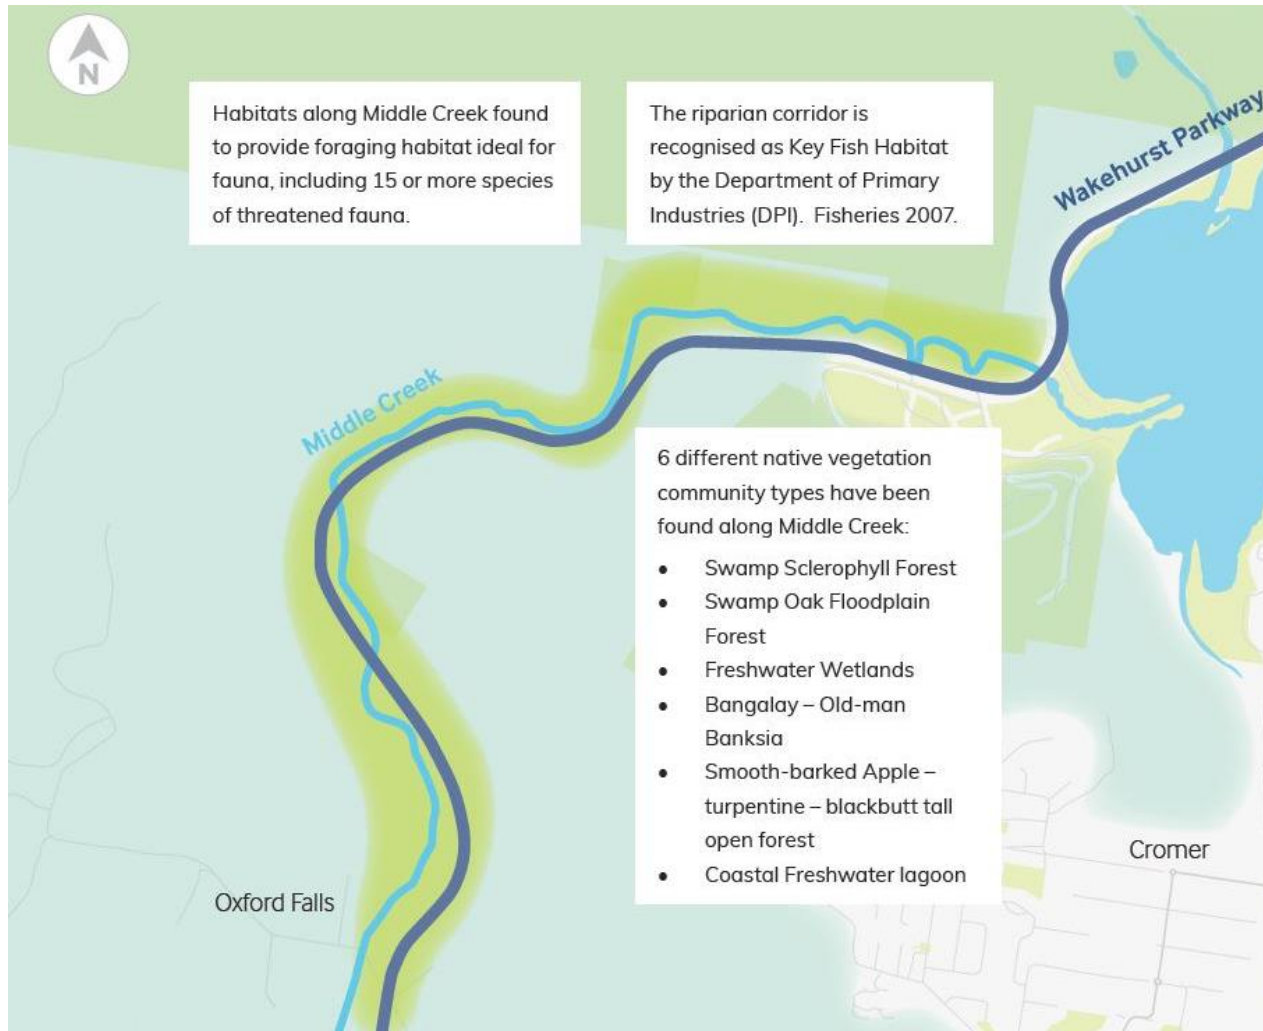 N
Habitats along Middle Creek found
to provide foraging habitat ideal for
fauna, including 15 or more species
of threatened fauna.
The riparian corridor is
recognised as Key Fish Habitat
by the Department of Primary
Industries (DPI).  Fisheries 2007.
Wakehurst Parkway
Middle Creek
6 different native vegetation
community types have been
found along Middle Creek:
• Swamp Sclerophyll Forest
• Swamp Oak Floodplain
Forest
• Freshwater Wetlands
• Bangalay – Old-man
Banksia
• Smooth-barked Apple –
turpentine – blackbutt tall
open forest
• Coastal Freshwater lagoon
Cromer
Oxford Falls